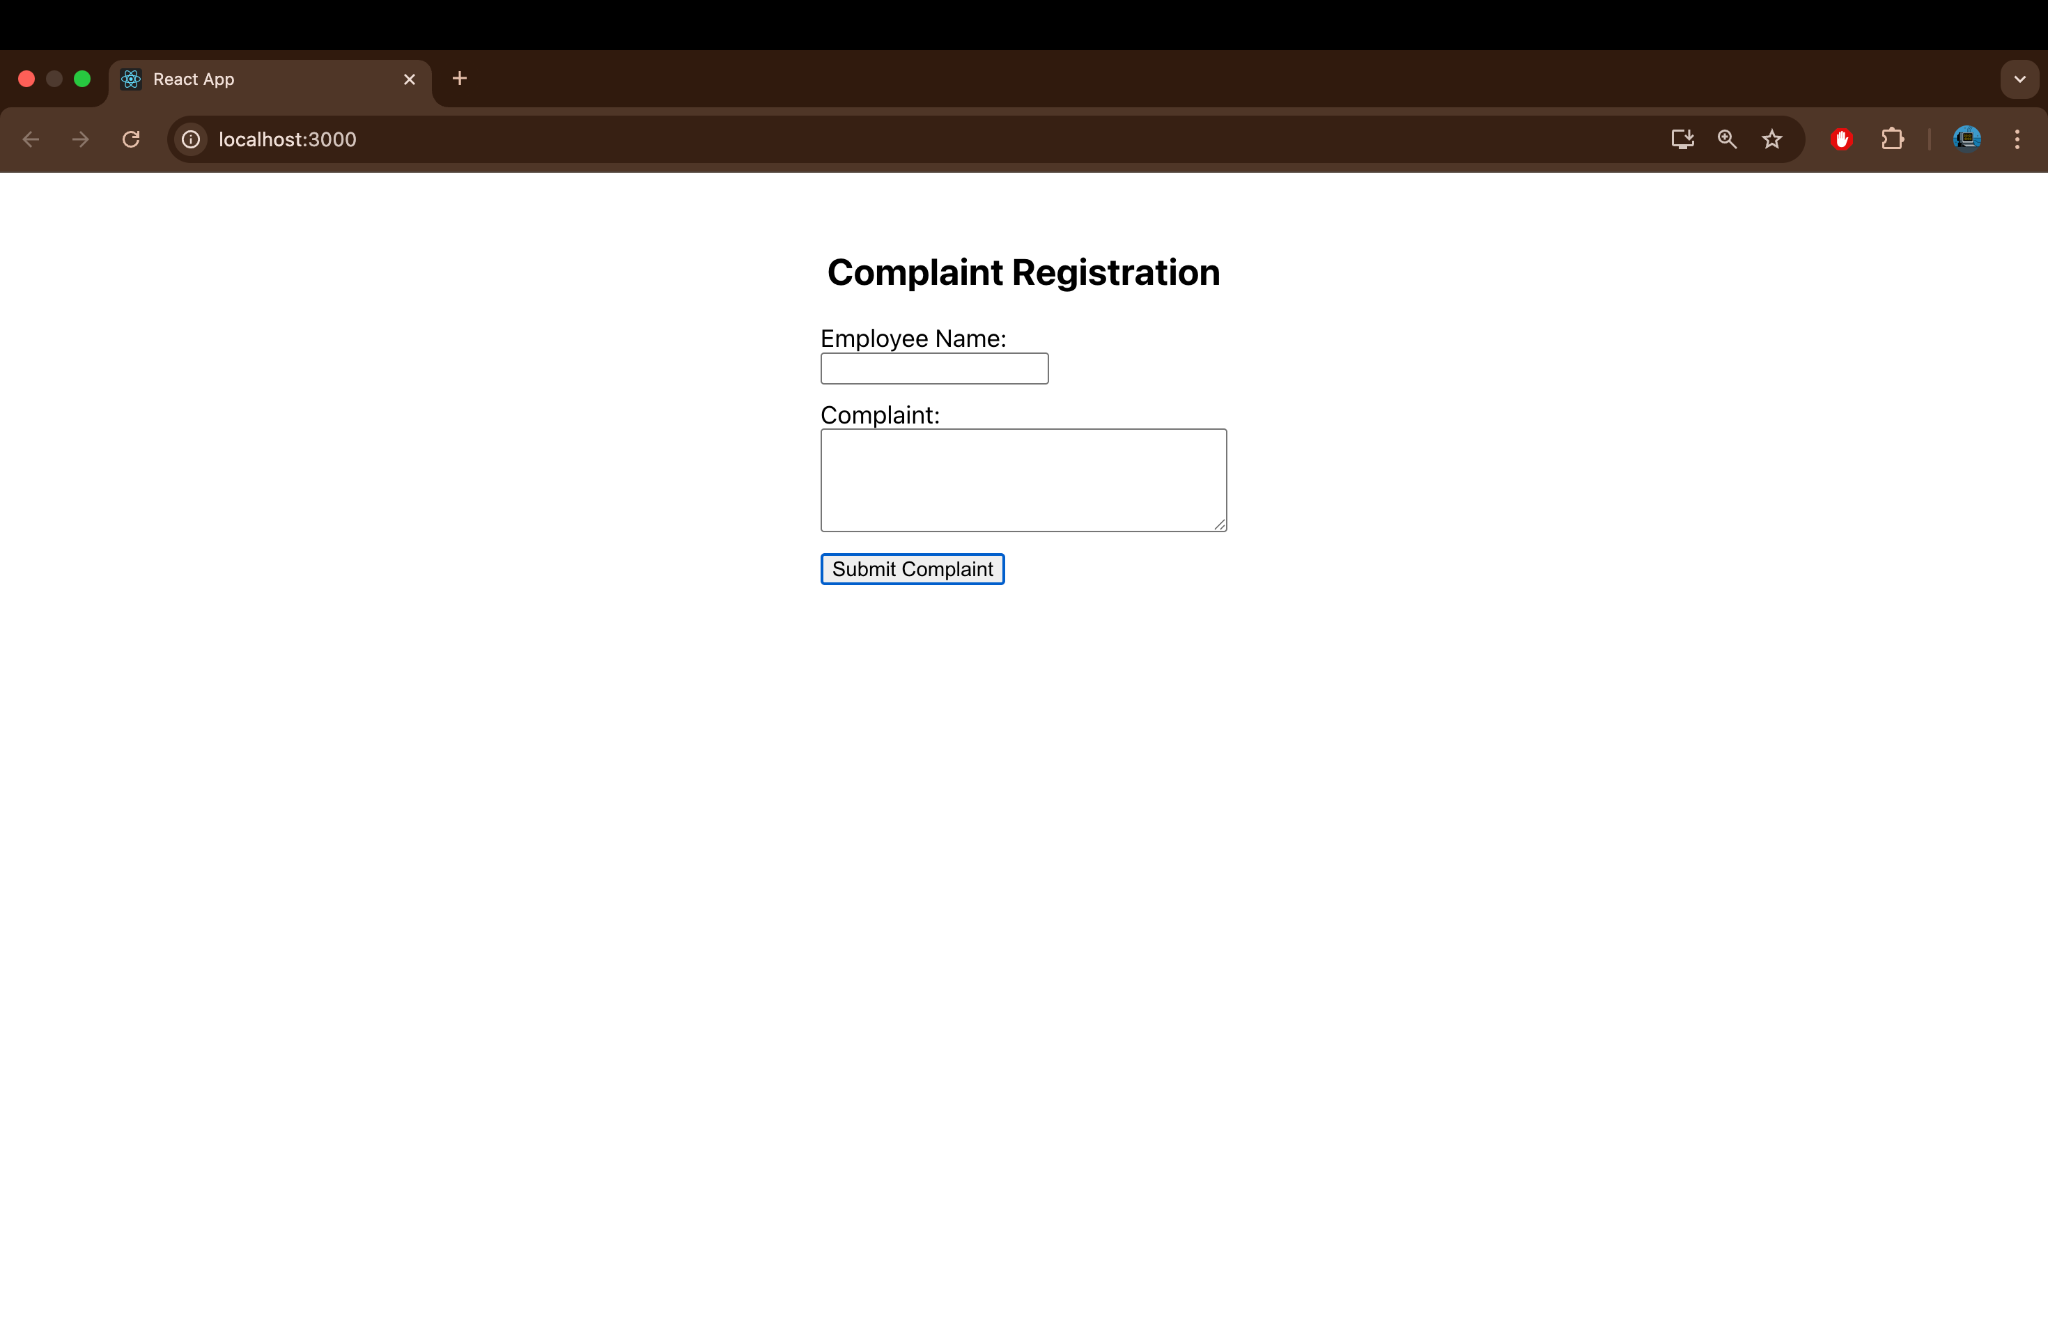 React App
localhost:3000
Complaint Registration
Employee Name:
Complaint:
Submit Complaint